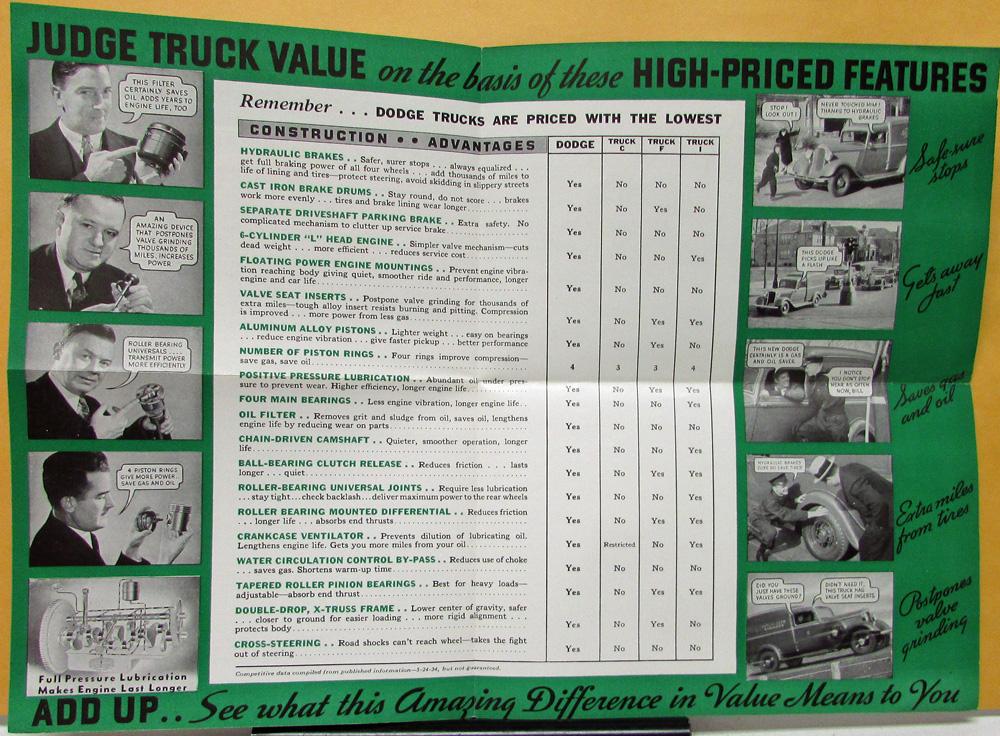 JUDGE TRUCK VALUE on the basis of these HIGH-PRICED FEATURES
THIS FILTER
CERTAINLY SAVES
OIL, ADDS YEARS TO
ENGINE LIFE, TOO
AN
AMAZING DEVICE
THAT POSTPONES
VALVE GRINDING
THOUSANDS OF
MILES, INCREASES
POWER
ROLLER BEARING
UNIVERSALS ....
TRANSMIT POWER
MORE EFFICIENTLY
4 PISTON RINGS
GIVE MORE POWER..
SAVE GAS AND OIL
Full Pressure Lubrication
Makes Engine Last Longer
Remember . . . DODGE TRUCKS ARE PRICED WITH THE LOWEST
CONSTRUCTION • • ADVANTAGES DODGE TRUCK C TRUCK F TRUCK I
HYDRAULIC BRAKES . . Safer, surer stops . . . always equalized . . .
get full braking power of all four wheels . . . add thousands of miles to
life of lining and tires—protect steering, avoid skidding in slippery streets Yes No No No
CAST IRON BRAKE DRUMS . . Stay round, do not score . . . brakes
work more evenly . . . tires and brake lining wear longer Yes No Yes No
SEPARATE DRIVESHAFT PARKING BRAKE . . Extra safety. No
complicated mechanism to clutter up service brake Yes No No No
6-CYLINDER "L" HEAD ENGINE . . Simpler valve mechanism—cuts
dead weight . . . more efficient . . . reduces service cost Yes No No Yes
FLOATING POWER ENGINE MOUNTINGS . . Prevent engine vibra-
tion reaching body giving quiet, smoother ride and performance, longer
engine and car life Yes No No No
VALVE SEAT INSERTS . . Postpone valve grinding for thousands of
extra miles—tough alloy insert resists burning and pitting. Compression
is improved . . . more power from less gas Yes No Yes Yes
ALUMINUM ALLOY PISTONS . . Lighter weight . . . easy on bearings
. . . reduce engine vibration . . . give faster pickup . . . better performance Yes No Yes No
NUMBER OF PISTON RINGS . . Four rings improve compression—
save gas, save oil 4 3 3 4
POSITIVE PRESSURE LUBRICATION . . Abundant oil under pres-
sure to prevent wear. Higher efficiency, longer engine life Yes No Yes Yes
FOUR MAIN BEARINGS . . Less engine vibration, longer engine life . . Yes No No Yes
OIL FILTER . . Removes grit and sludge from oil, saves oil, lengthens
engine life by reducing wear on parts Yes No No No
CHAIN-DRIVEN CAMSHAFT . . Quieter, smoother operation, longer
life Yes No No Yes
BALL-BEARING CLUTCH RELEASE . . Reduces friction . . . lasts
longer . . . quiet Yes No Yes Yes
ROLLER-BEARING UNIVERSAL JOINTS . . Require less lubrication
. . . stay tight . . . check backlash . . . deliver maximum power to the rear wheels Yes No No Yes
ROLLER BEARING MOUNTED DIFFERENTIAL . . Reduces friction
. . . longer life . . . absorbs end thrusts Yes No Yes Yes
CRANKCASE VENTILATOR . . Prevents dilution of lubricating oil.
Lengthens engine life. Gets you more miles from your oil Yes Restricted No Yes
WATER CIRCULATION CONTROL BY-PASS . . Reduces use of choke
. . . saves gas. Shortens warm-up time Yes No No No
TAPERED ROLLER PINION BEARINGS . . Best for heavy loads—
adjustable—absorb end thrust Yes No Yes Yes
DOUBLE-DROP, X-TRUSS FRAME . . Lower center of gravity, safer
. . . closer to ground for easier loading . . . more rigid alignment . . .
protects body Yes No Yes No
CROSS-STEERING . . Road shocks can't reach wheel—takes the fight
out of steering Yes No No No
Competitive data compiled from published information—5-24-34, but not guaranteed.
STOP!
LOOK OUT!
NEVER TOUCHED HIM!
THANKS TO HYDRAULIC
BRAKES
Safe-sure
stops
THIS DODGE
PICKS UP LIKE
A FLASH
Gets away
fast
THIS NEW DODGE
CERTAINLY IS A GAS
AND OIL SAVER
I NOTICE
YOU DON'T STOP
NEAR AS OFTEN
NOW, BILL
Saves gas
and oil
HYDRAULIC BRAKES
SURE DO SAVE TIRES
Extra miles
from tires
DID YOU
JUST HAVE THESE
VALVES GROUND?
DIDN'T NEED IT,
THIS TRUCK HAS
VALVE SEAT INSERTS
Postpones
valve
grinding
ADD UP.. See what this Amazing Difference in Value Means to You